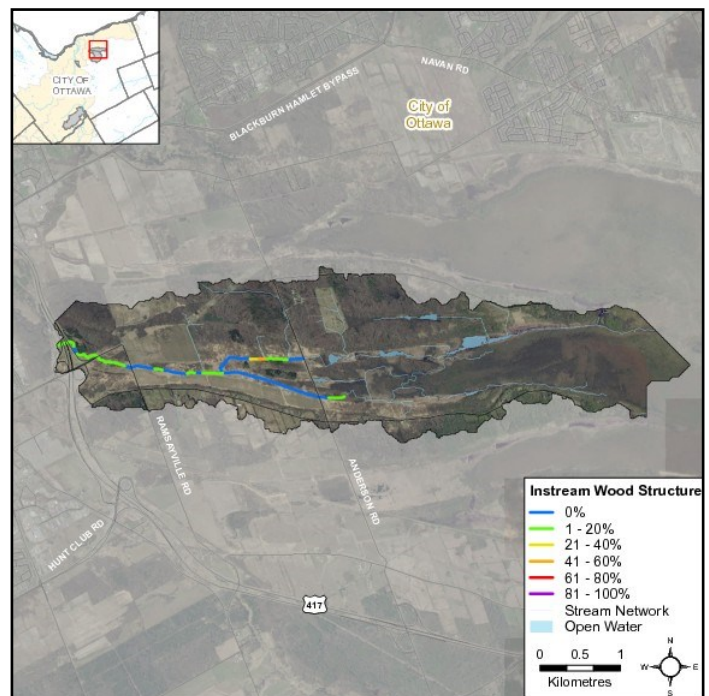 CITY OF
OTTAWA
NAVAN RD
BLACKBURN HAMLET BYPASS
City of
Ottawa
RAMSAYVILLE RD
ANDERSON RD
HUNT CLUB RD
417
Instream Wood Structure
0%
1 - 20%
21 - 40%
41 - 60%
61 - 80%
81 - 100%
Stream Network
Open Water
0 0.5 1
Kilometres
N
W E
S